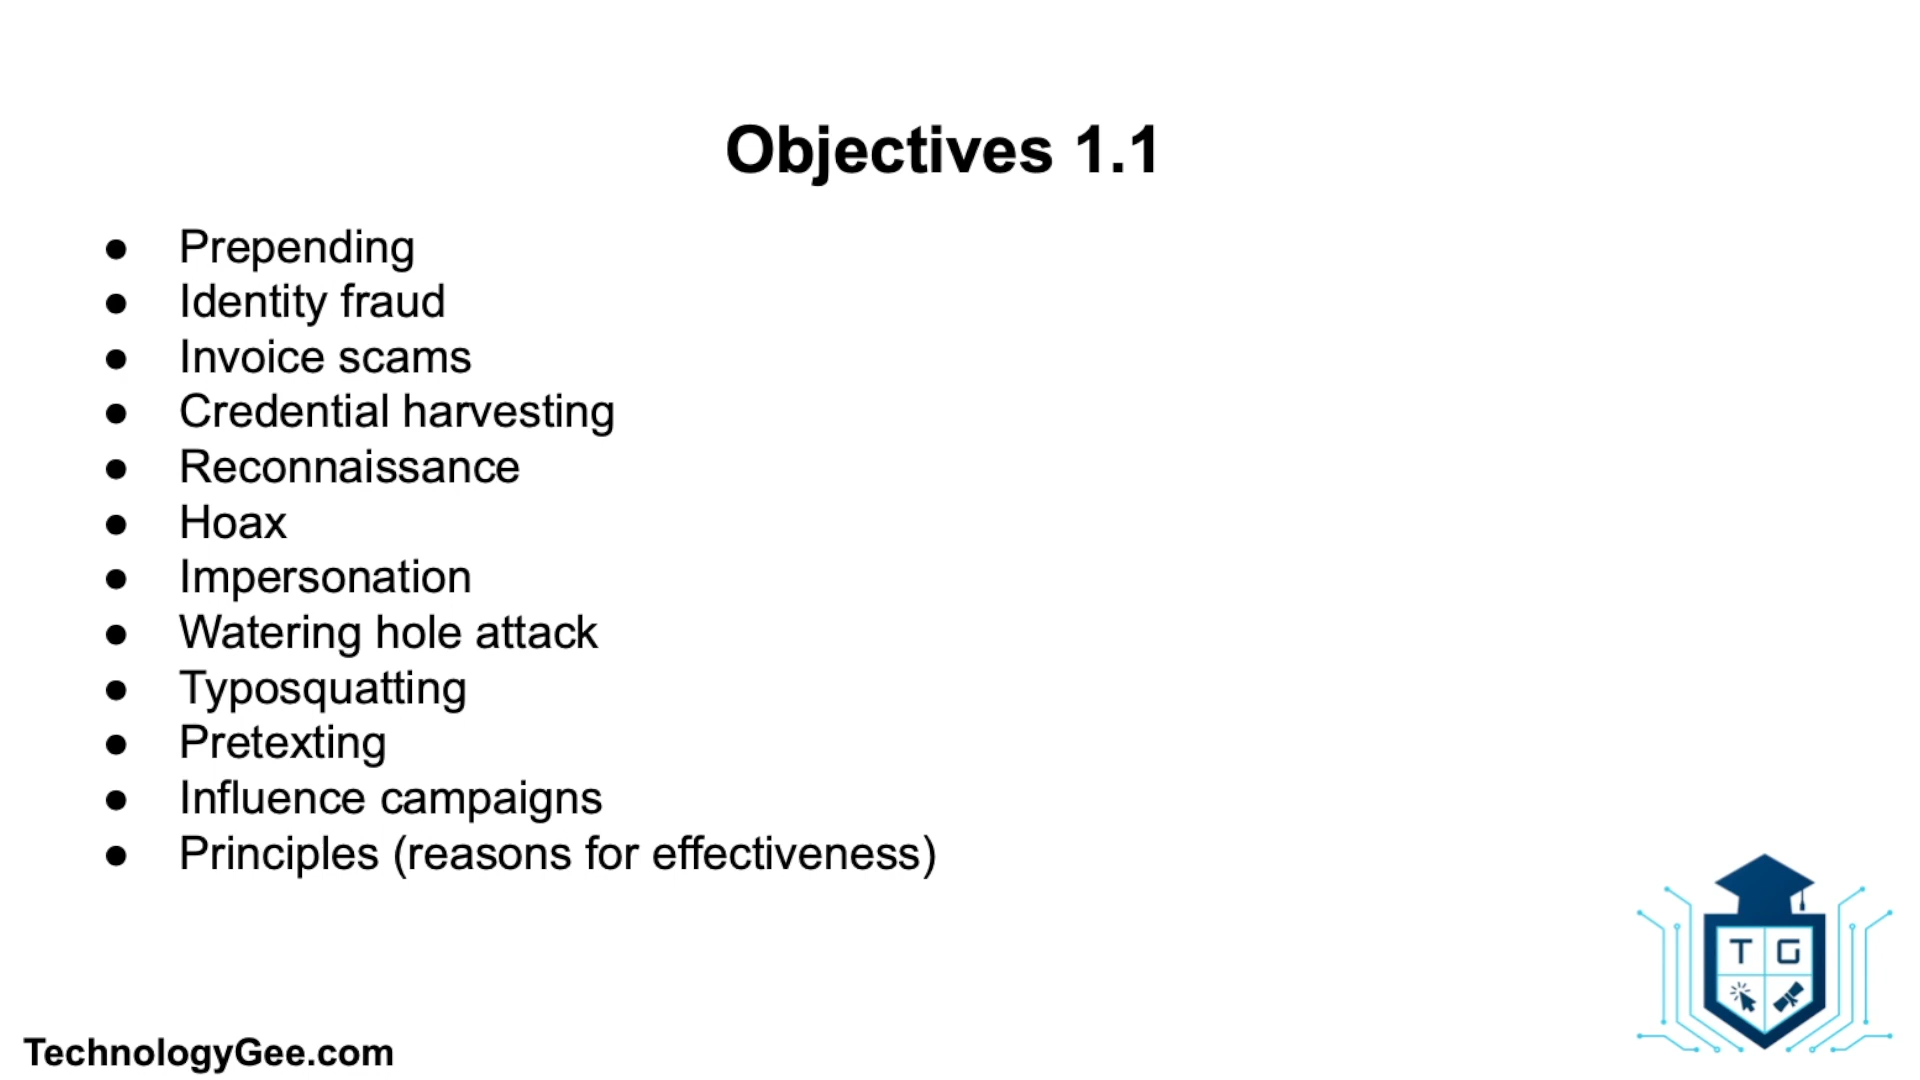 Objectives 1.1
● Prepending
● Identity fraud
● Invoice scams
● Credential harvesting
● Reconnaissance
● Hoax
● Impersonation
● Watering hole attack
● Typosquatting
● Pretexting
● Influence campaigns
● Principles (reasons for effectiveness)
T G
TechnologyGee.com